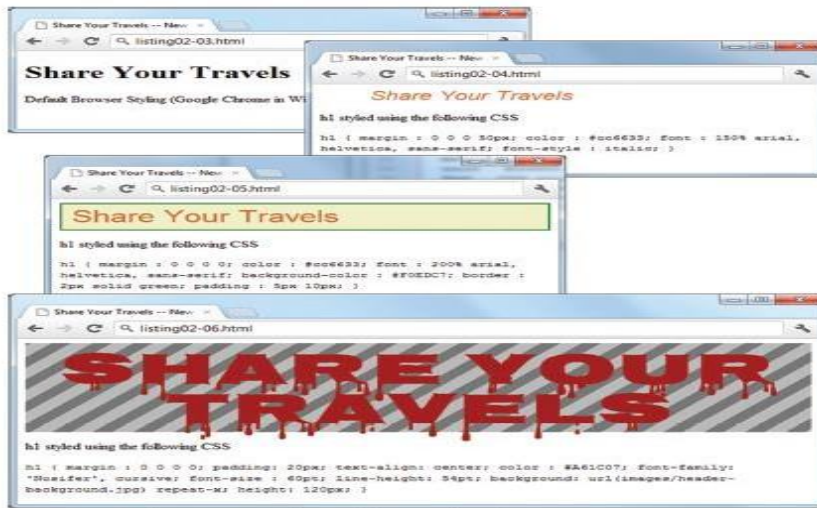 Share Your Travels -- New
listing02-03.html
Share Your Travels
Default Browser Styling (Google Chrome in Wi
Share Your Travels -- New
listing02-04.html
Share Your Travels
h1 styled using the following CSS
h1 { margin : 0 0 0 50px; color : #cc6633; font : 150% arial,
helvetica, sans-serif; font-style : italic; }
Share Your Travels -- New
listing02-05.html
Share Your Travels
h1 styled using the following CSS
h1 { margin : 0 0 0 0; color : #cc6633; font : 200% arial,
helvetica, sans-serif; background-color : #F0EDC7; border :
2px solid green; padding : 5px 10px; }
Share Your Travels -- New
listing02-06.html
SHARE YOUR
TRAVELS
h1 styled using the following CSS
h1 { margin : 0 0 0 0; padding: 20px; text-align: center; color : #A61C07; font-family:
"Nosifer", cursive; font-size : 60pt; line-height: 54pt; background: url(images/header-
background.jpg) repeat-x; height: 120px; }